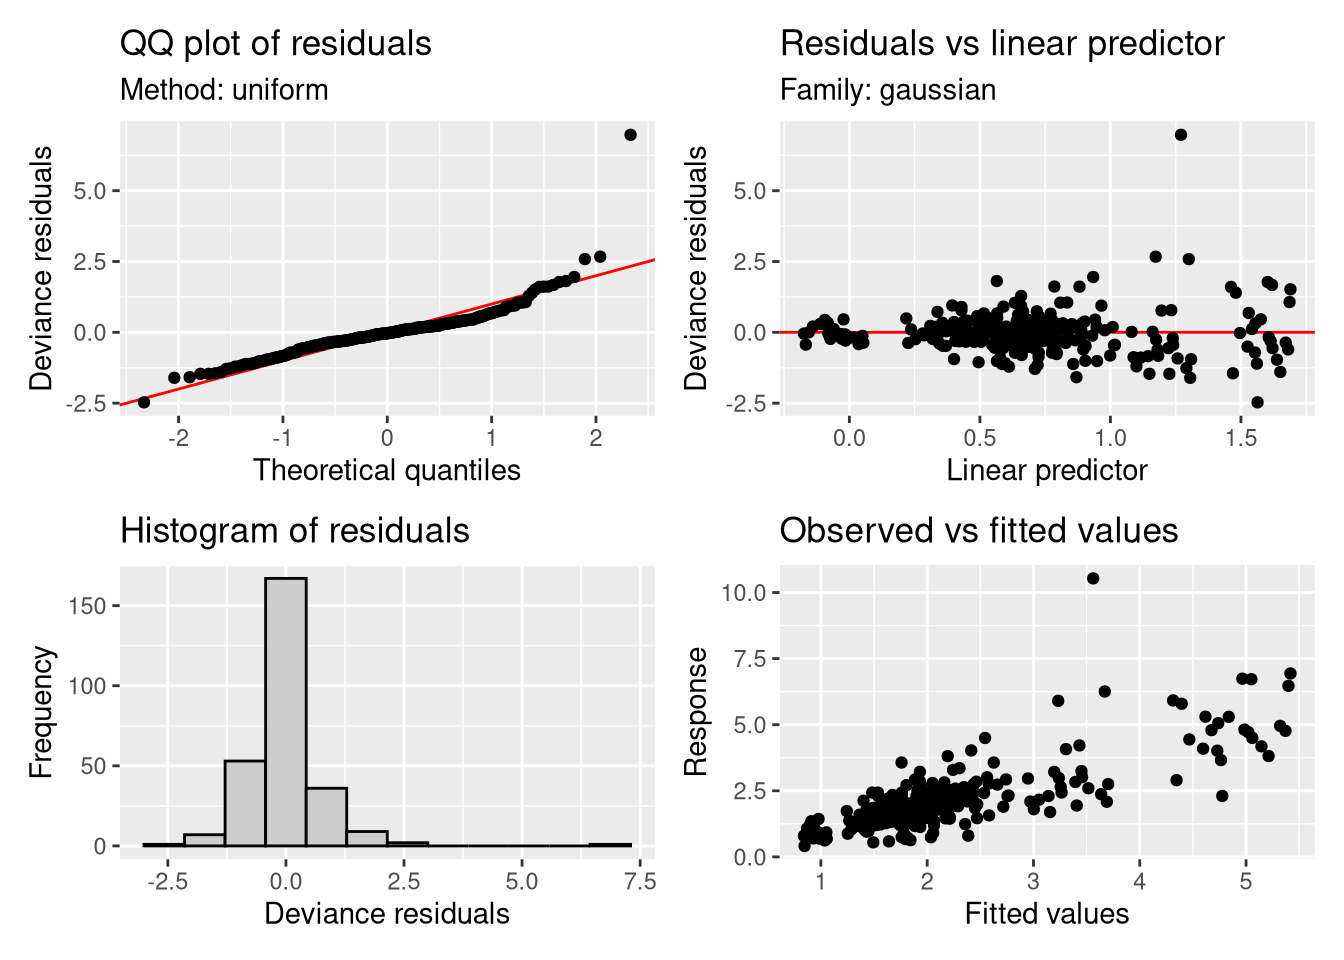 QQ plot of residuals
Method: uniform
Deviance residuals
5.0
2.5
0.0
-2.5
-2
-1
0
1
2
Theoretical quantiles
Residuals vs linear predictor
Family: gaussian
Deviance residuals
5.0
2.5
0.0
-2.5
0.0
0.5
1.0
1.5
Linear predictor
Histogram of residuals
Frequency
150
100
50
0
-2.5
0.0
2.5
5.0
7.5
Deviance residuals
Observed vs fitted values
Response
10.0
7.5
5.0
2.5
0.0
1
2
3
4
5
Fitted values